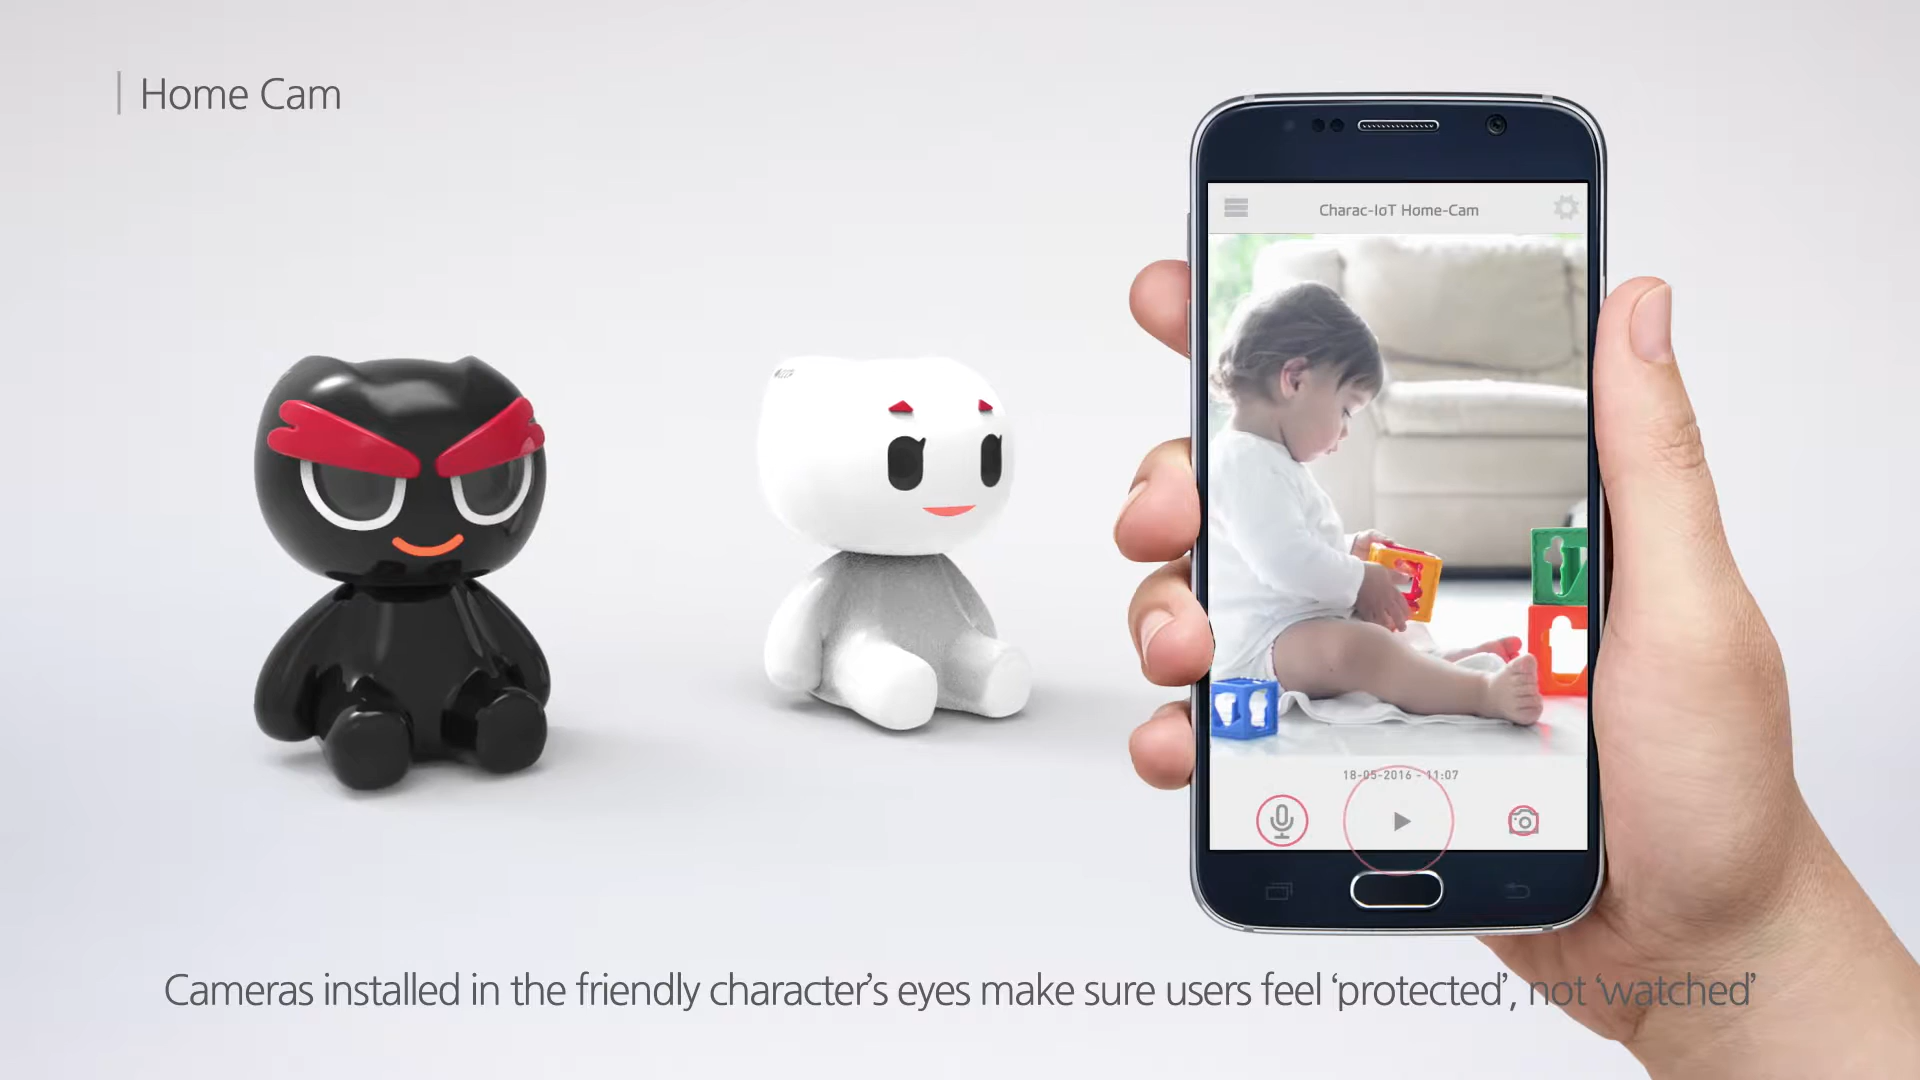 Home Cam
Charac-IoT Home-Cam
18-05-2016 - 11:07
Cameras installed in the friendly character’s eyes make sure users feel ‘protected’, not ‘watched’